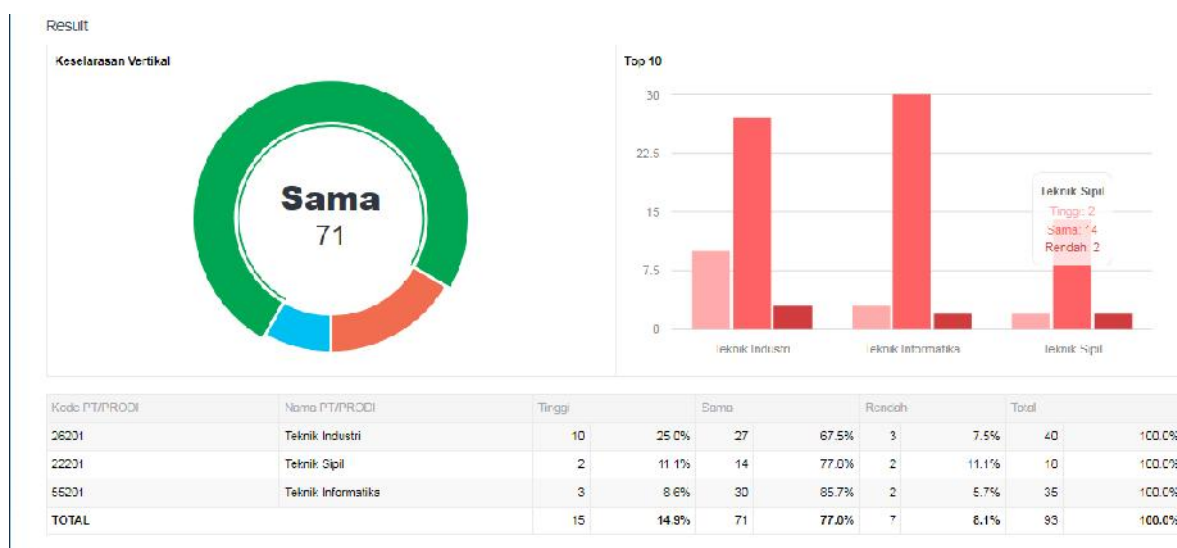 Result
Keselarasan Vertikal
Sama
71
Top 10
30
22.5
15
7.5
0
Teknik Sipil
Tinggi: 2
Sama: 14
Rendah: 2
Teknik Industri Teknik Informatika Teknik Sipil
Kode PT/PRODI Nama PT/PRODI Tinggi Sama Rendah Total
26201 Teknik Industri 10 25.0% 27 67.5% 3 7.5% 40 100.0%
22201 Teknik Sipil 2 11.1% 14 77.0% 2 11.1% 10 100.0%
55201 Teknik Informatika 3 8.6% 30 85.7% 2 5.7% 35 100.0%
TOTAL 15 14.9% 71 77.0% 7 8.1% 93 100.0%